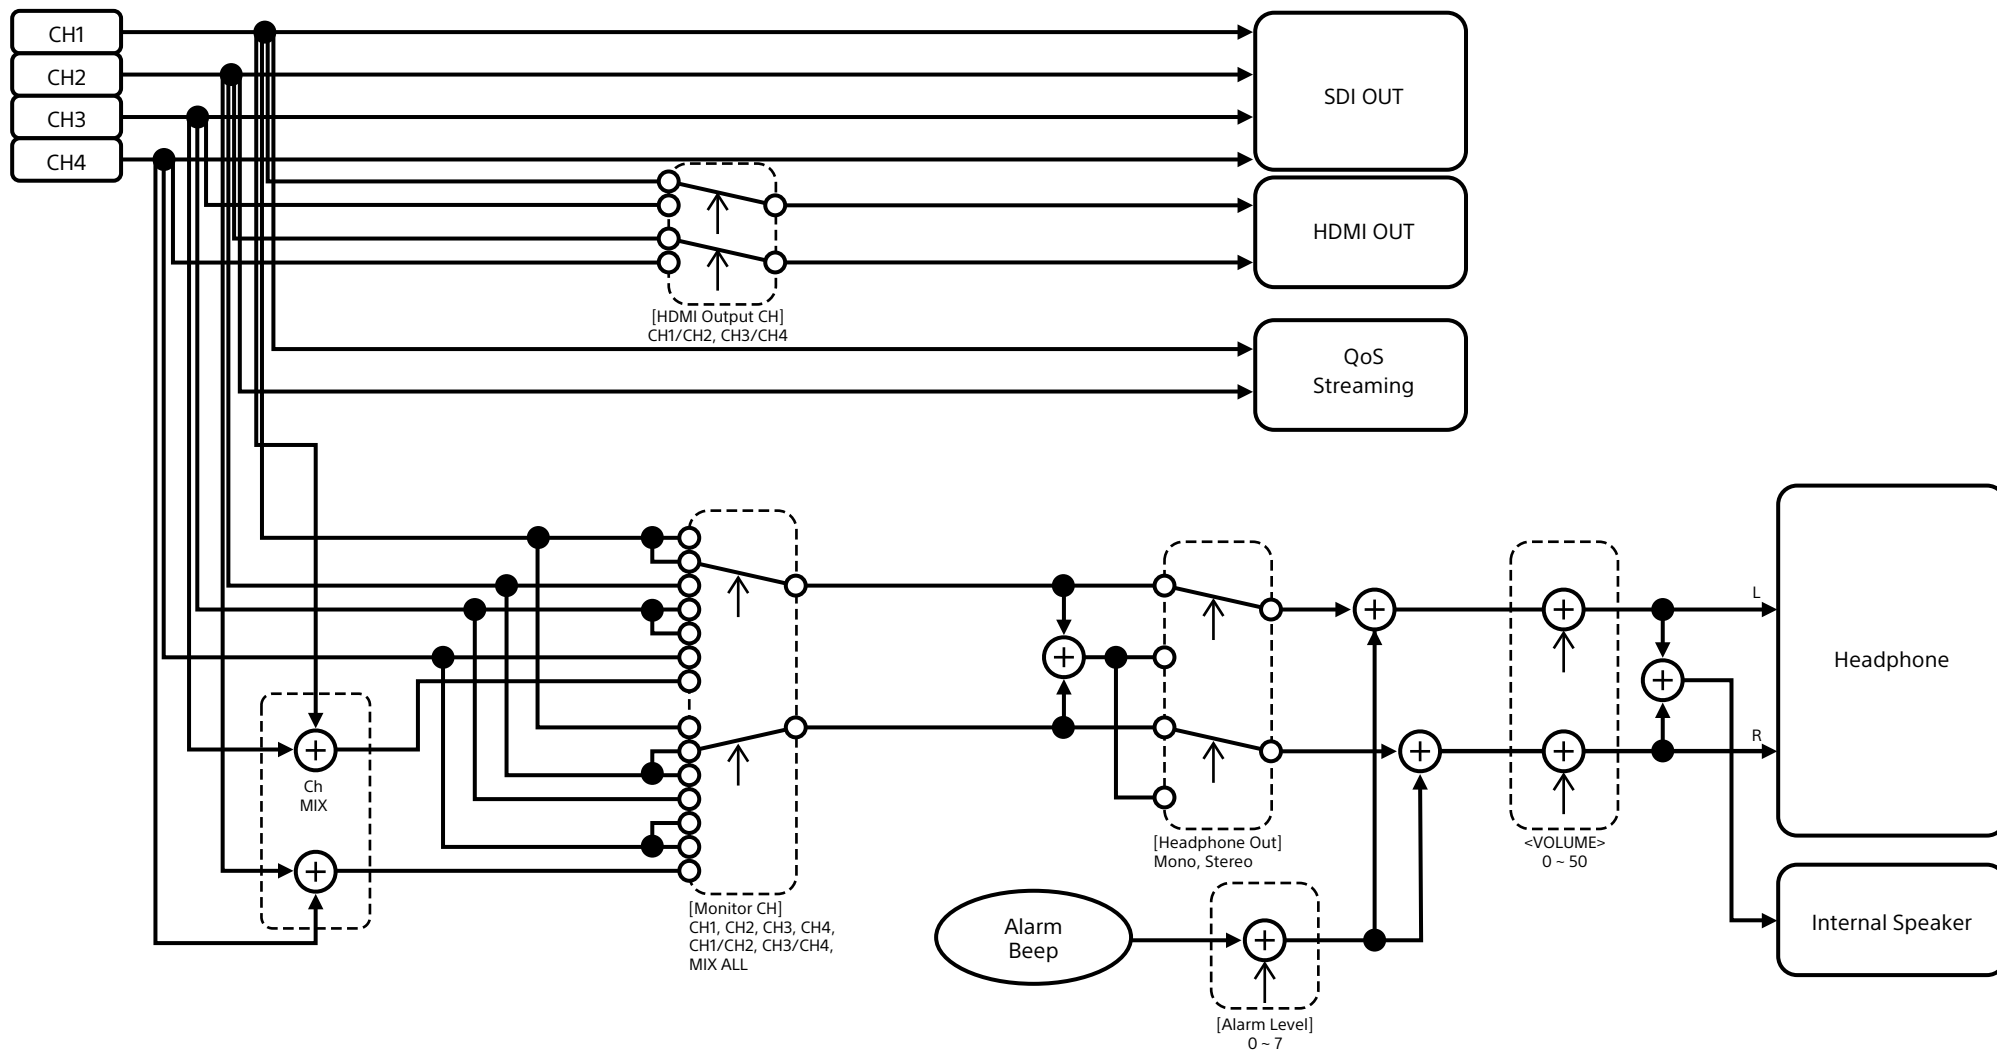 CH1
CH2
CH3
CH4
SDI OUT
HDMI OUT
[HDMI Output CH]
CH1/CH2, CH3/CH4
QoS
Streaming
L
R
Headphone
Ch
MIX
[Monitor CH]
CH1, CH2, CH3, CH4,
CH1/CH2, CH3/CH4,
MIX ALL
[Headphone Out]
Mono, Stereo
<VOLUME>
0 ~ 50
Alarm
Beep
[Alarm Level]
0 ~ 7
Internal Speaker